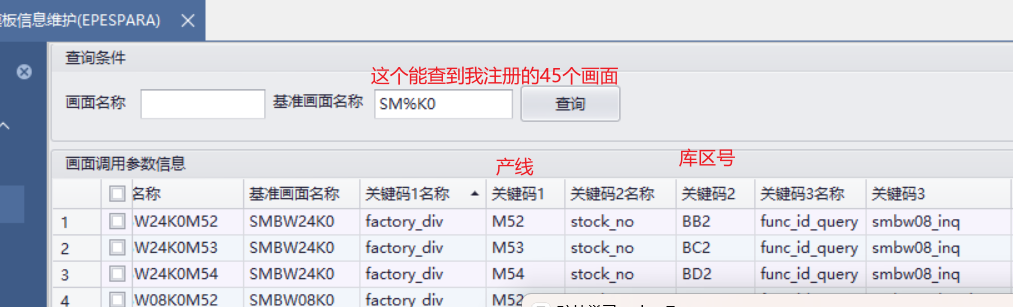 板信息维护(EPESPARA)
查询条件
这个能查到我注册的45个画面
画面名称 基准画面名称 SM%K0 查询
画面调用参数信息
产线 库区号
名称 基准画面名称 关键码1名称 关键码1 关键码2名称 关键码2 关键码3名称 关键码3
1 W24K0M52 SMBW24K0 factory_div M52 stock_no BB2 func_id_query smbw08_inq
2 W24K0M53 SMBW24K0 factory_div M53 stock_no BC2 func_id_query smbw08_inq
3 W24K0M54 SMBW24K0 factory_div M54 stock_no BD2 func_id_query smbw08_inq
4 W08K0M52 SMBW08K0 factory_div M52